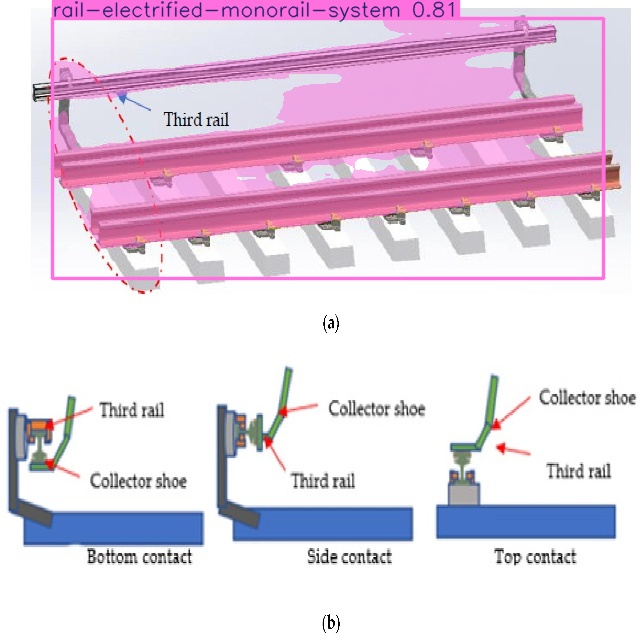 rail-electrified-monorail-system 0.81
Third rail
(a)
Third rail
Collector shoe
Bottom contact
Collector shoe
Third rail
Side contact
Collector shoe
Third rail
Top contact
(b)